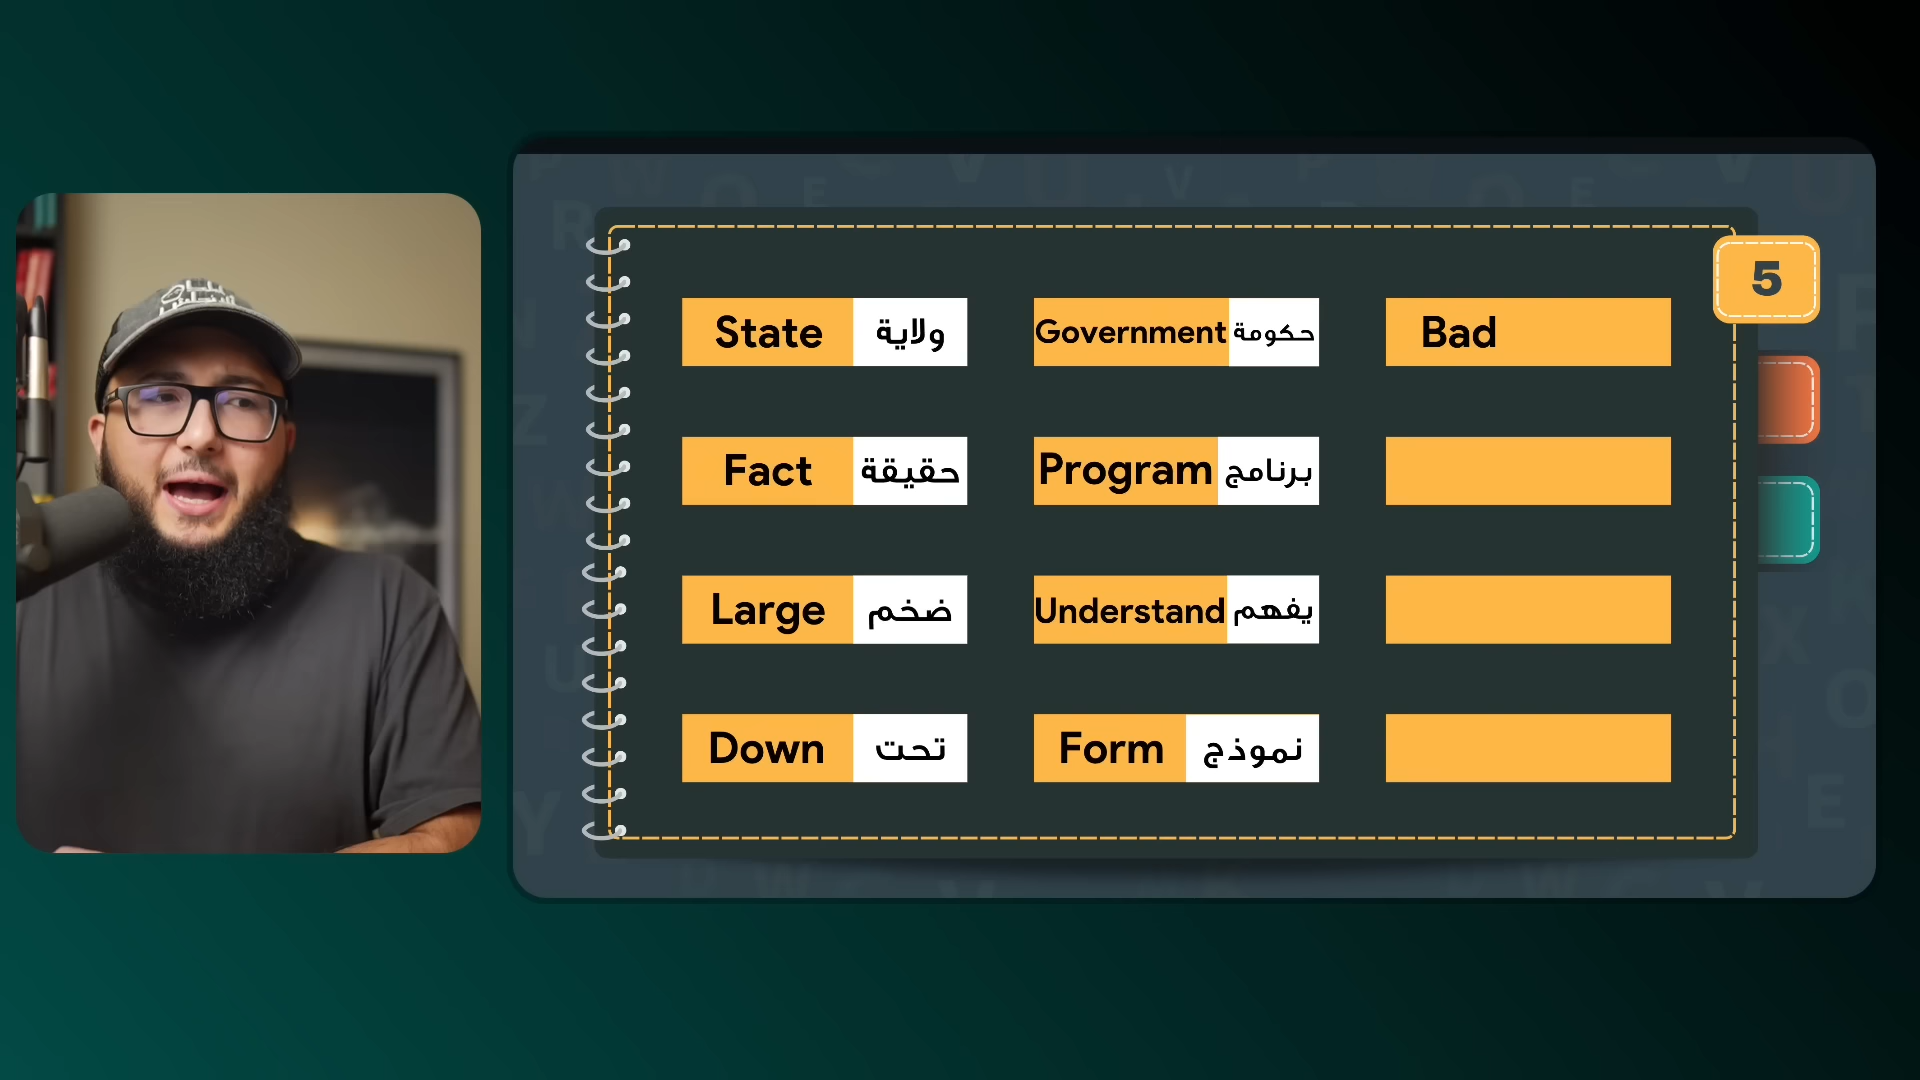 5
State ولاية
Government حكومة
Bad
Fact حقيقة
Program برنامج
Large ضخم
Understand يفهم
Down تحت
Form نموذج